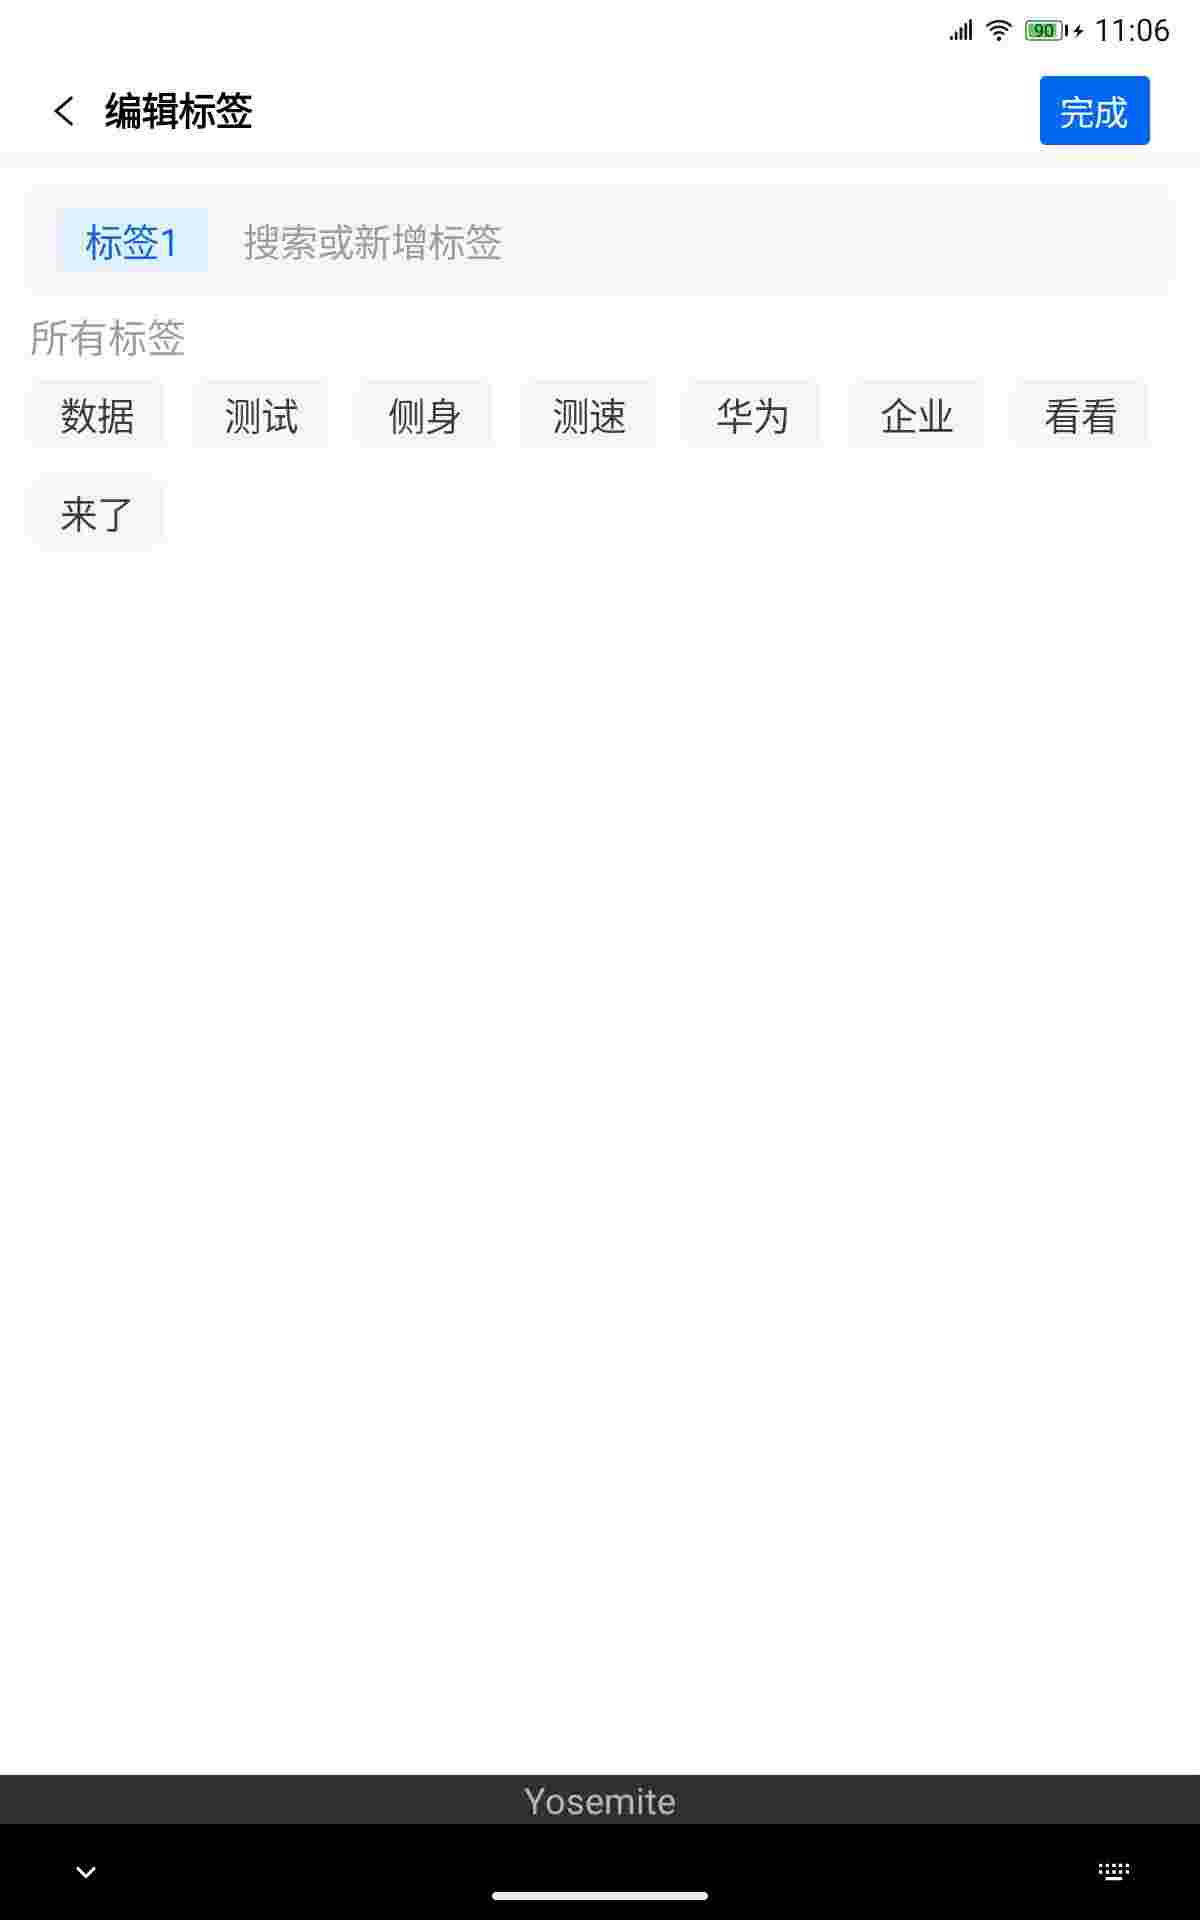 90 11:06
编辑标签 完成
标签1 搜索或新增标签
所有标签
数据 测试 侧身 测速 华为 企业 看看
来了
Yosemite